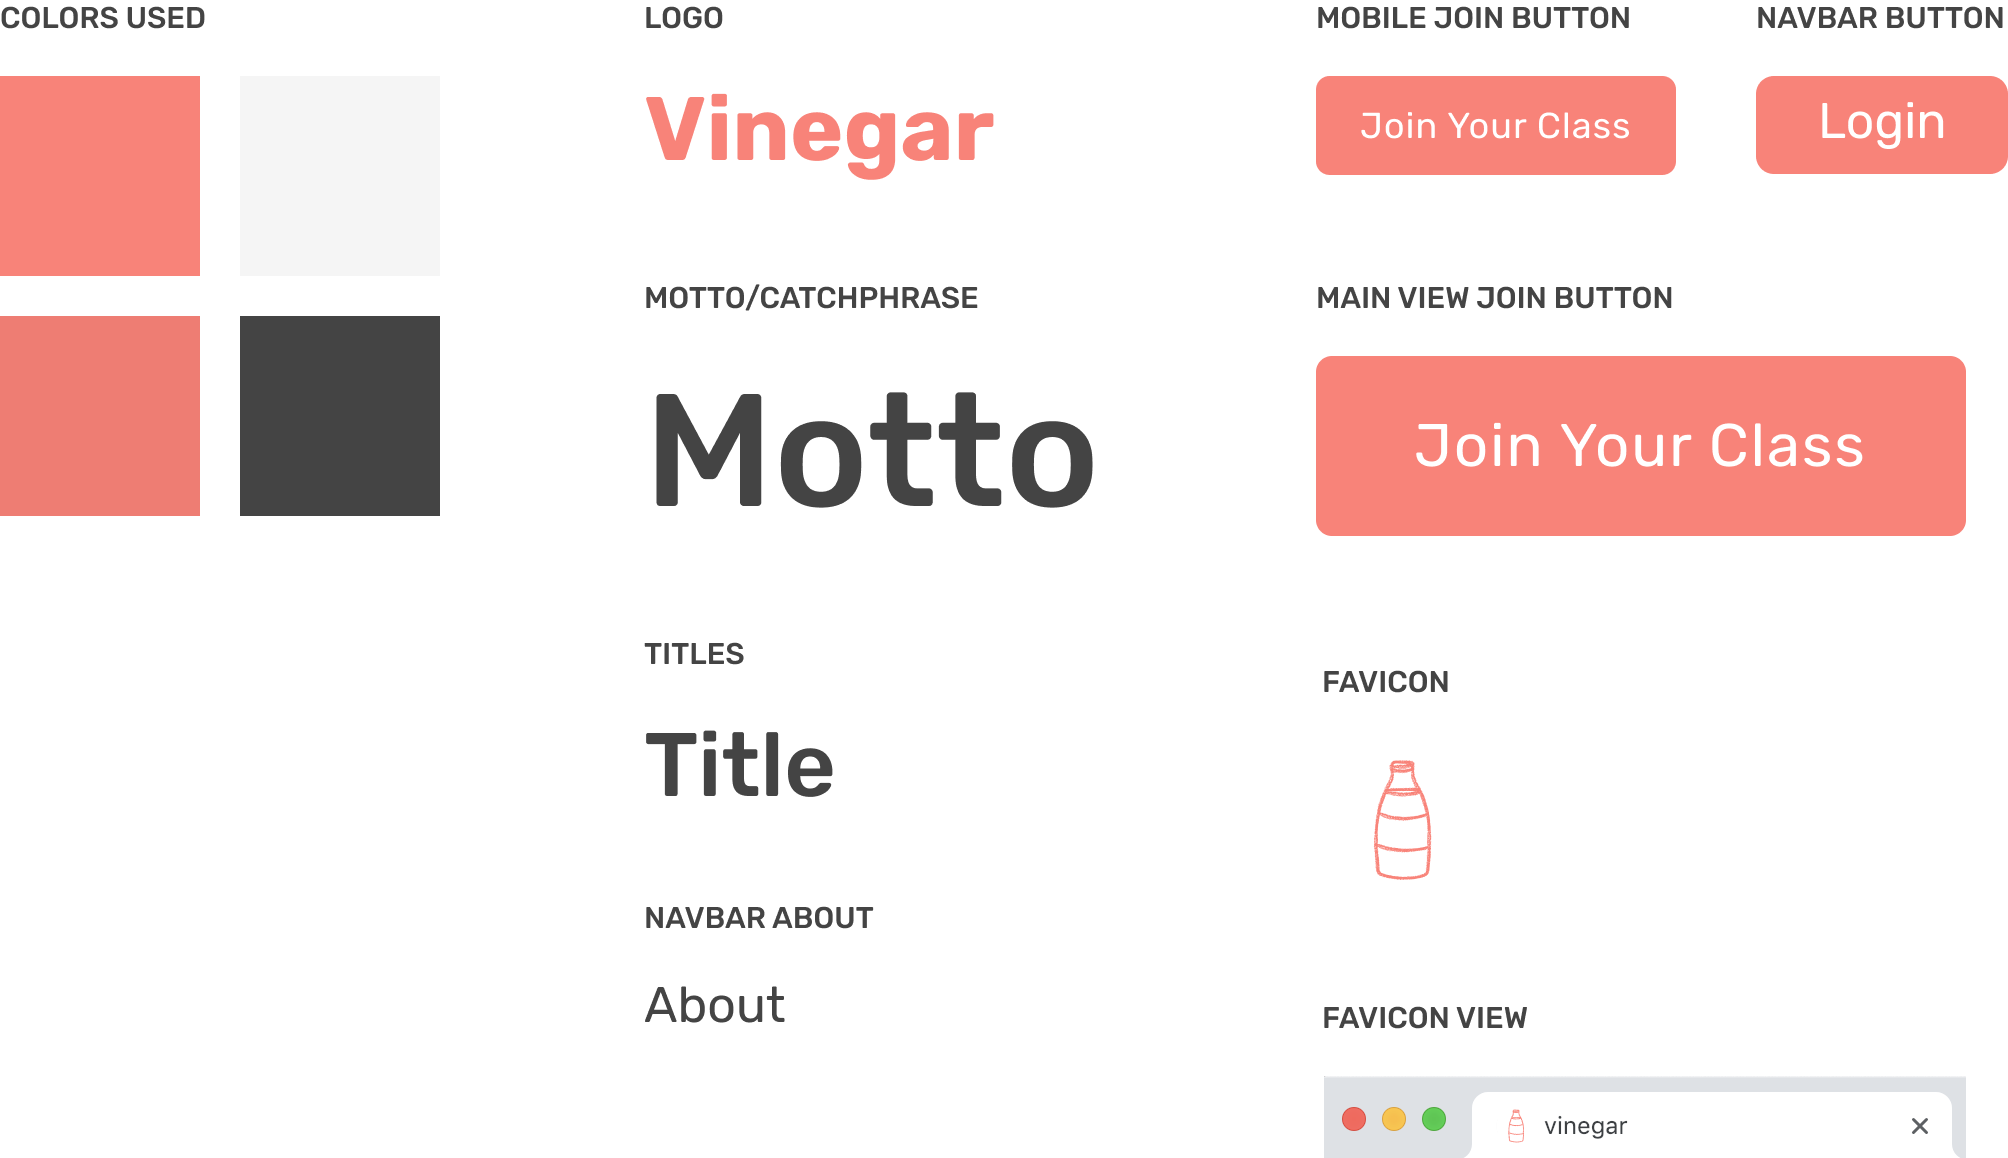 COLORS USED
LOGO
Vinegar
MOTTO/CATCHPHRASE
Motto
TITLES
Title
NAVBAR ABOUT
About
MOBILE JOIN BUTTON
Join Your Class
NAVBAR BUTTON
Login
MAIN VIEW JOIN BUTTON
Join Your Class
FAVICON
FAVICON VIEW
vinegar